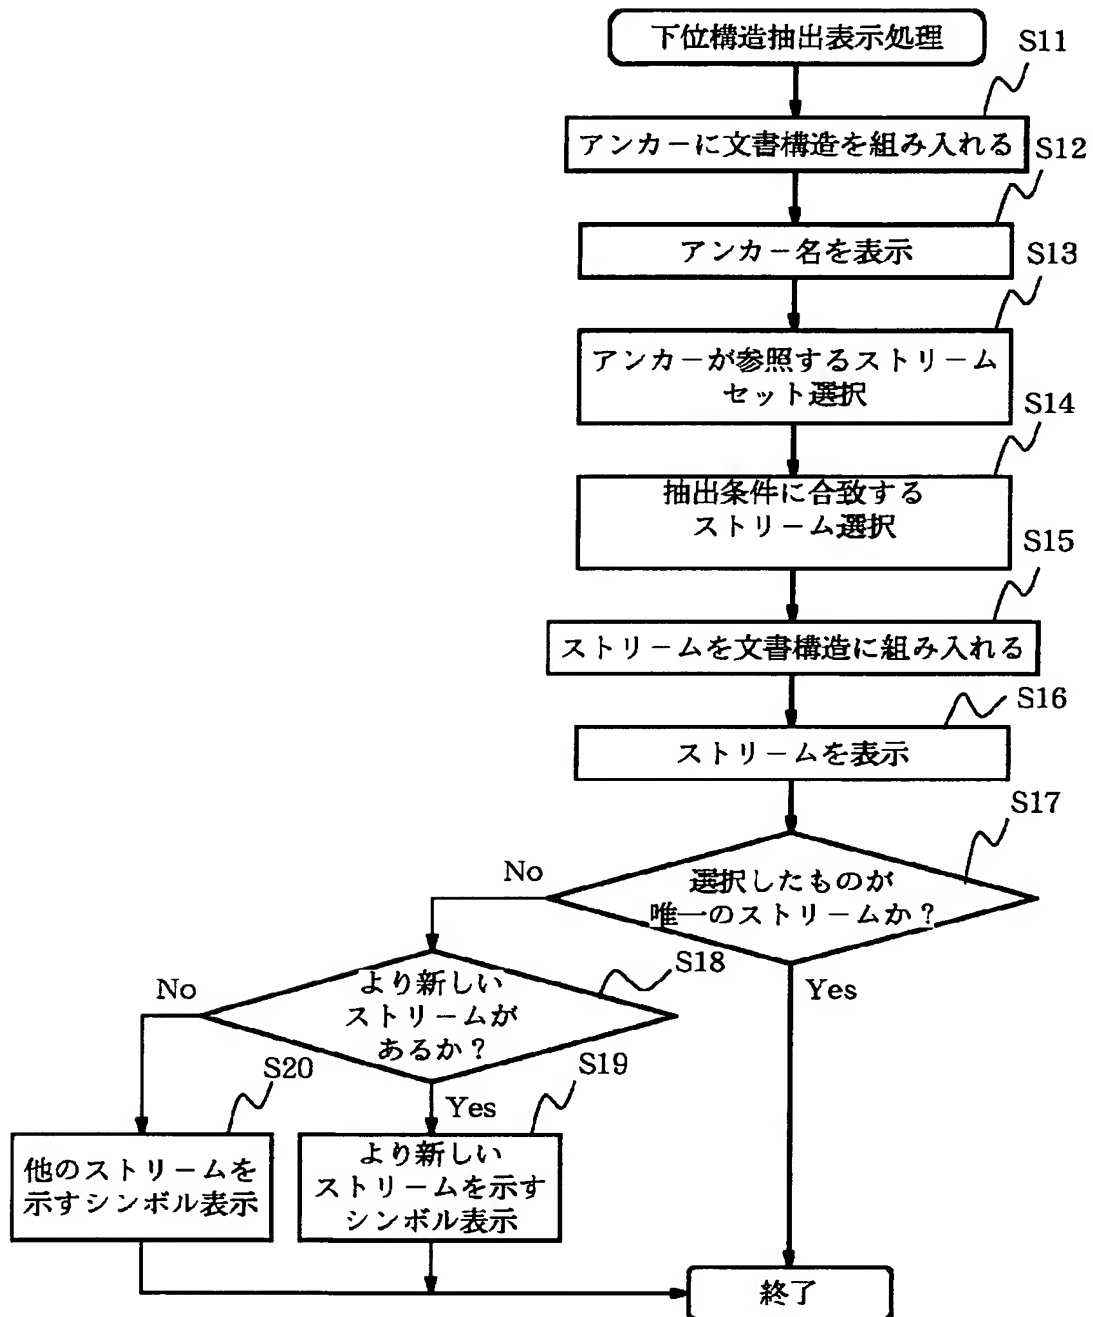 下位構造抽出表示処理
S11
アンカーに文書構造を組み入れる
S12
アンカー名を表示
S13
アンカーが参照するストリーム
セット選択
S14
抽出条件に合致する
ストリーム選択
S15
ストリームを文書構造に組み入れる
S16
ストリームを表示
S17
選択したものが
唯一のストリームか?
No
Yes
S18
より新しい
ストリームが
あるか?
No
Yes
S20
他のストリームを
示すシンボル表示
S19
より新しい
ストリームを示す
シンボル表示
終了